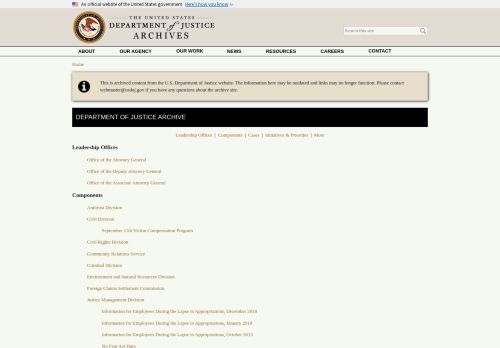 An official website of the United States government Here's how you know
THE UNITED STATES
DEPARTMENT of JUSTICE
ARCHIVES
Search this site
ABOUT OUR AGENCY OUR WORK NEWS RESOURCES CAREERS CONTACT
Home
This is archived content from the U.S. Department of Justice website. The information here may be outdated and links may no longer function. Please contact
webmaster@usdoj.gov if you have any questions about the archive site.
DEPARTMENT OF JUSTICE ARCHIVE
Leadership Offices | Components | Cases | Initiatives & Priorities | More
Leadership Offices
Office of the Attorney General
Office of the Deputy Attorney General
Office of the Associate Attorney General
Components
Antitrust Division
Civil Division
September 11th Victim Compensation Program
Civil Rights Division
Community Relations Service
Criminal Division
Environment and Natural Resources Division
Foreign Claims Settlement Commission
Justice Management Division
Information for Employees During the Lapse in Appropriations, December 2018
Information for Employees During the Lapse in Appropriations, January 2018
Information for Employees During the Lapse in Appropriations, October 2013
No Fear Act Data